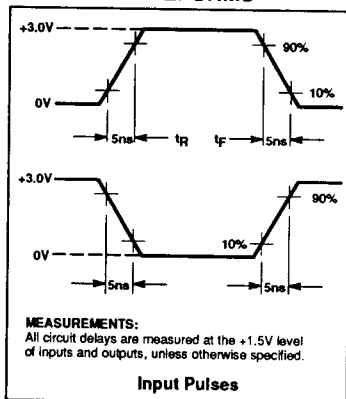 +3.0V
90%
10%
0V
5ns
tR
tF
5ns
+3.0V
90%
10%
0V
5ns
5ns
MEASUREMENTS:
All circuit delays are measured at the +1.5V level
of inputs and outputs, unless otherwise specified.
Input Pulses